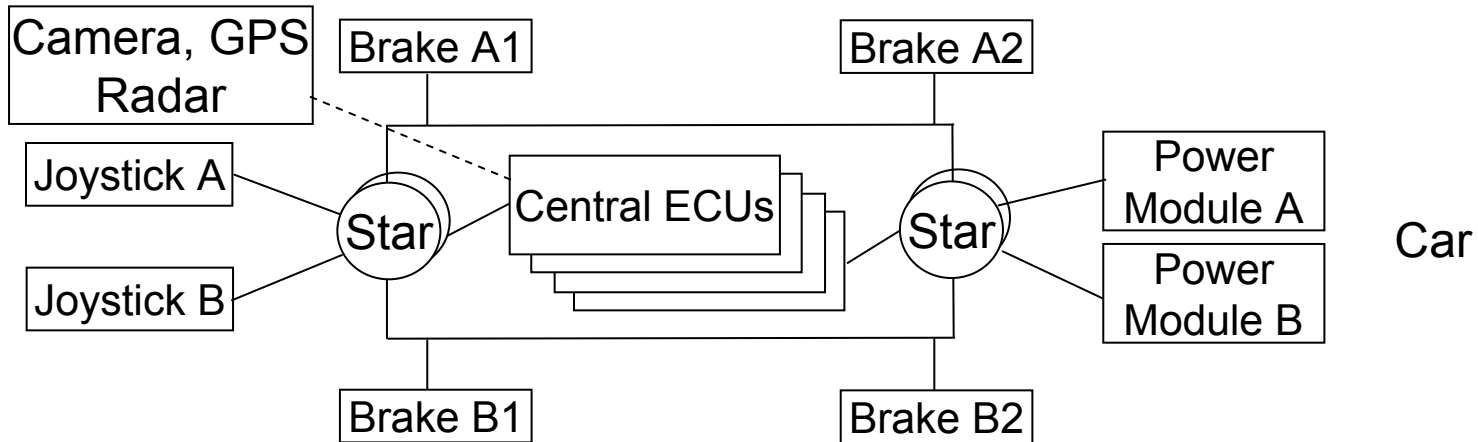 Camera, GPS
Radar
Brake A1
Brake A2
Joystick A
Joystick B
Star
Central ECUs
Star
Power
Module A
Power
Module B
Car
Brake B1
Brake B2